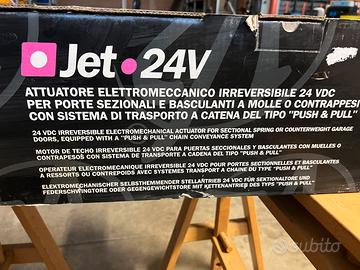 Jet•24V
ATTUATORE ELETTROMECCANICO IRREVERSIBILE 24 VDC
PER PORTE SEZIONALI E BASCULANTI A MOLLE O CONTRAPPESI
CON SISTEMA DI TRASPORTO A CATENA DEL TIPO "PUSH & PULL"
24 VDC IRREVERSIBLE ELECTROMECHANICAL ACTUATOR FOR SECTIONAL SPRING OR COUNTERWEIGHT GARAGE
DOORS, EQUIPPED WITH A "PUSH & PULL" CHAIN CONVEYANCE SYSTEM
MOTOR DE TECHO IRREVERSIBLE 24 VDC PARA PUERTAS SECCIONALES Y BASCULANTES CON MUELLES O
CONTRAPESOS CON SISTEMA DE TRANSPORTE A CADENA DEL TIPO "PUSH & PULL"
OPERATEUR ELECTROMECANIQUE IRREVERSIBLE 24 VDC POUR PORTES SECTIONNELLES ET BASCULANTES
A RESSORTS OU CONTREPOIDS AVEC SYSTEMES TRANSPORT A CHAINE DU TYPE "PUSH & PULL"
ELEKTROMECHANISCHER SELBSTHEMMENDER STELLANTRIEB 24 VDC FÜR SEKTIONALTORE UND
FEDERSCHWINGTORE ODER GEGENGEWICHTSTORE MIT KETTENANTRIEB DES TYPS "PUSH & PULL"
subito